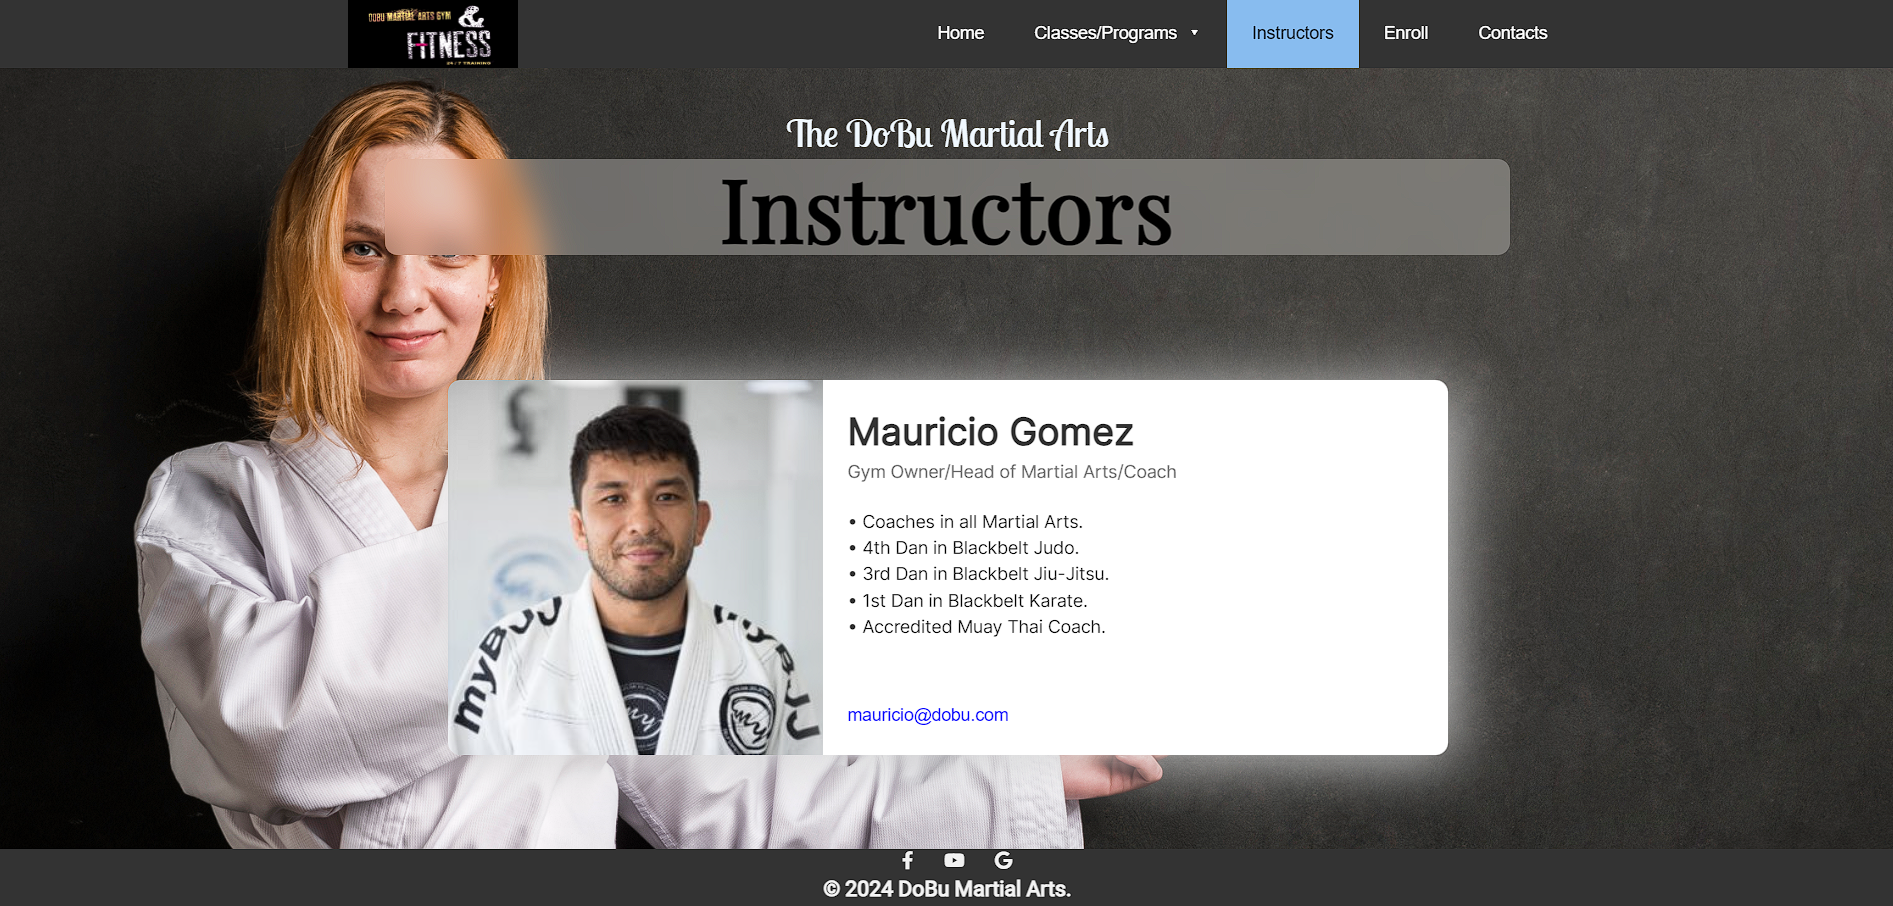 DOBU MARTIAL ARTS GYM &
FITNESS
24 / 7 TRAINING
Home
Classes/Programs
Instructors
Enroll
Contacts
The DoBu Martial Arts
Instructors
Mauricio Gomez
Gym Owner/Head of Martial Arts/Coach
• Coaches in all Martial Arts.
• 4th Dan in Blackbelt Judo.
• 3rd Dan in Blackbelt Jiu-Jitsu.
• 1st Dan in Blackbelt Karate.
• Accredited Muay Thai Coach.
mauricio@dobu.com
myBJJ
© 2024 DoBu Martial Arts.